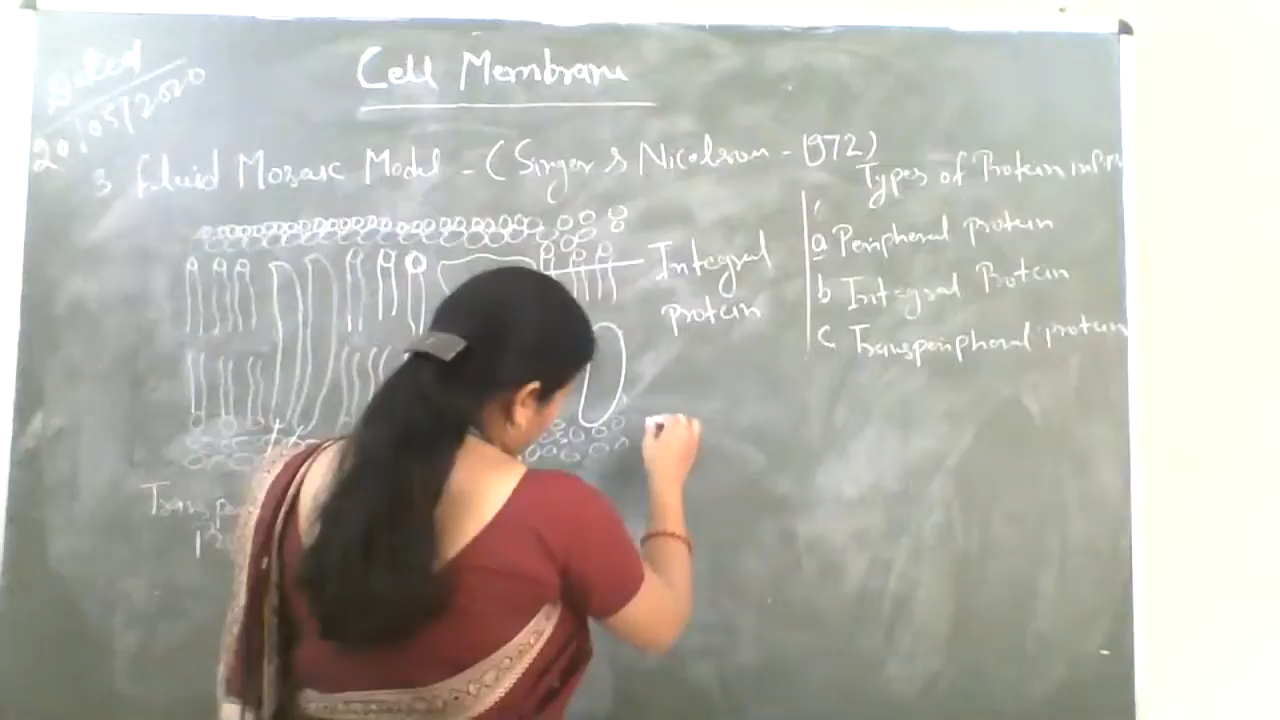 Cell Membrane
Dated
20/05/2020
3 fluid Mosaic Model - (Singer & Nicolson - 1972)
Types of Protein in
a Peripheral protein
b Integral Protein
c Transperipheral protein
Integral
protein